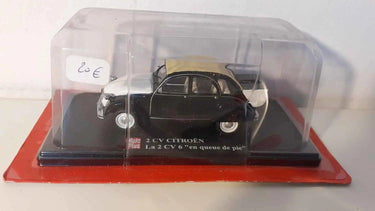 20€
2 CV CITROËN
La 2 CV 6 "en queue de pie"